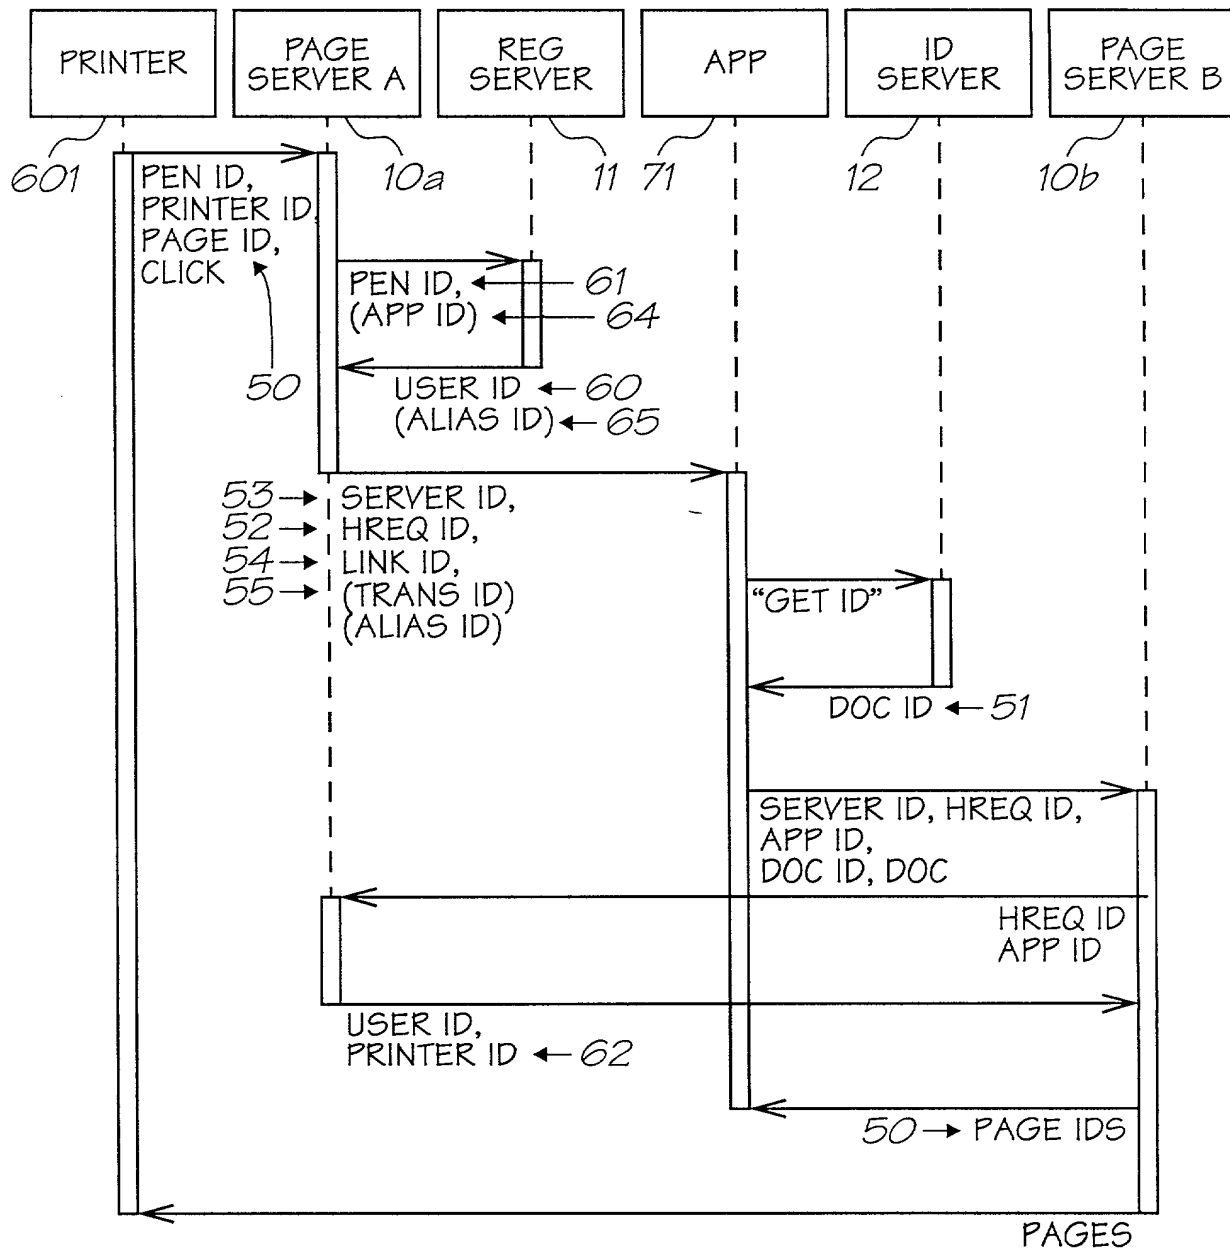 PRINTER
PAGE
SERVER A
REG
SERVER
APP
ID
SERVER
PAGE
SERVER B
601
10a
11
71
12
10b
PEN ID,
PRINTER ID,
PAGE ID,
CLICK
50
PEN ID,
61
(APP ID)
64
USER ID
60
(ALIAS ID)
65
53
SERVER ID,
52
HREQ ID,
54
LINK ID,
55
(TRANS ID)
(ALIAS ID)
"GET ID"
DOC ID
51
SERVER ID, HREQ ID,
APP ID,
DOC ID, DOC
HREQ ID
APP ID
USER ID,
PRINTER ID
62
50
PAGE IDS
PAGES